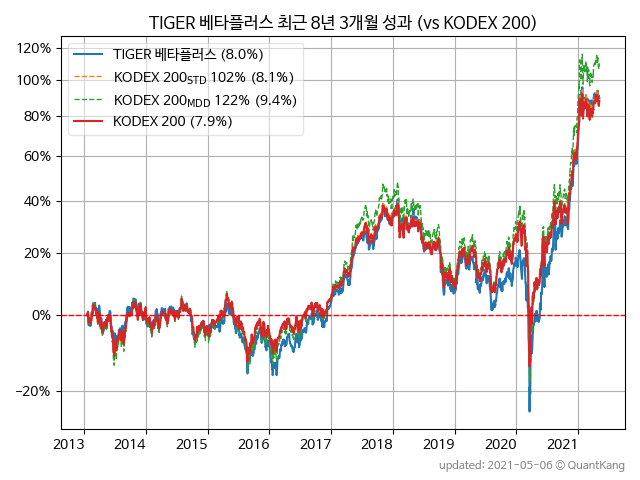 TIGER 베타플러스 최근 8년 3개월 성과 (vs KODEX 200)
120%
100%
80%
60%
40%
20%
0%
−20%
TIGER 베타플러스 (8.0%)
KODEX 200STD 102% (8.1%)
KODEX 200MDD 122% (9.4%)
KODEX 200 (7.9%)
2013 2014 2015 2016 2017 2018 2019 2020 2021
updated: 2021-05-06 © QuantKang